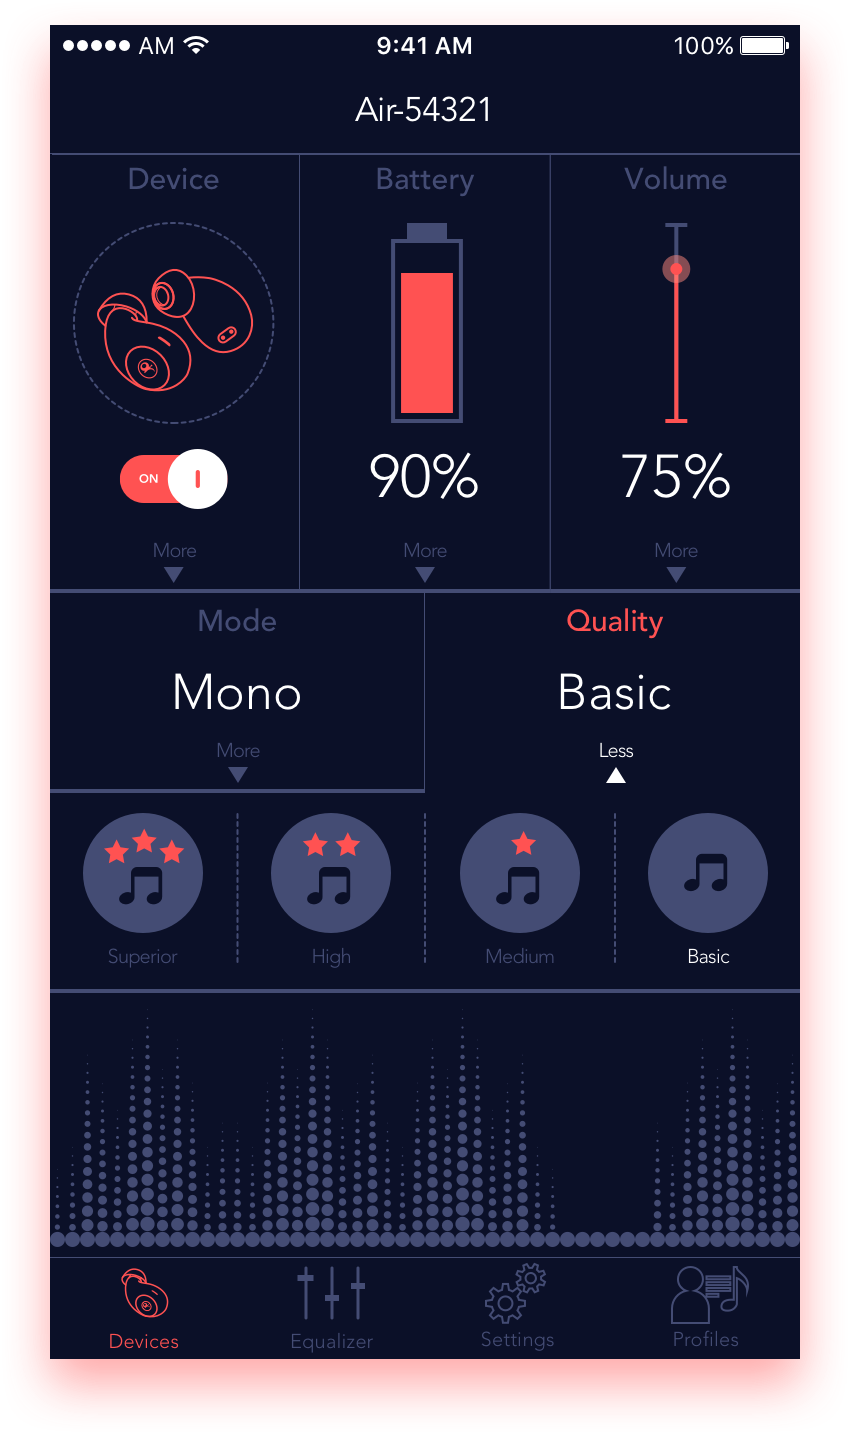 AM 9:41 AM 100%
Air-54321
Device Battery Volume
ON 90% 75%
More More More
Mode Quality
Mono Basic
More Less
Superior High Medium Basic
Devices Equalizer Settings Profiles